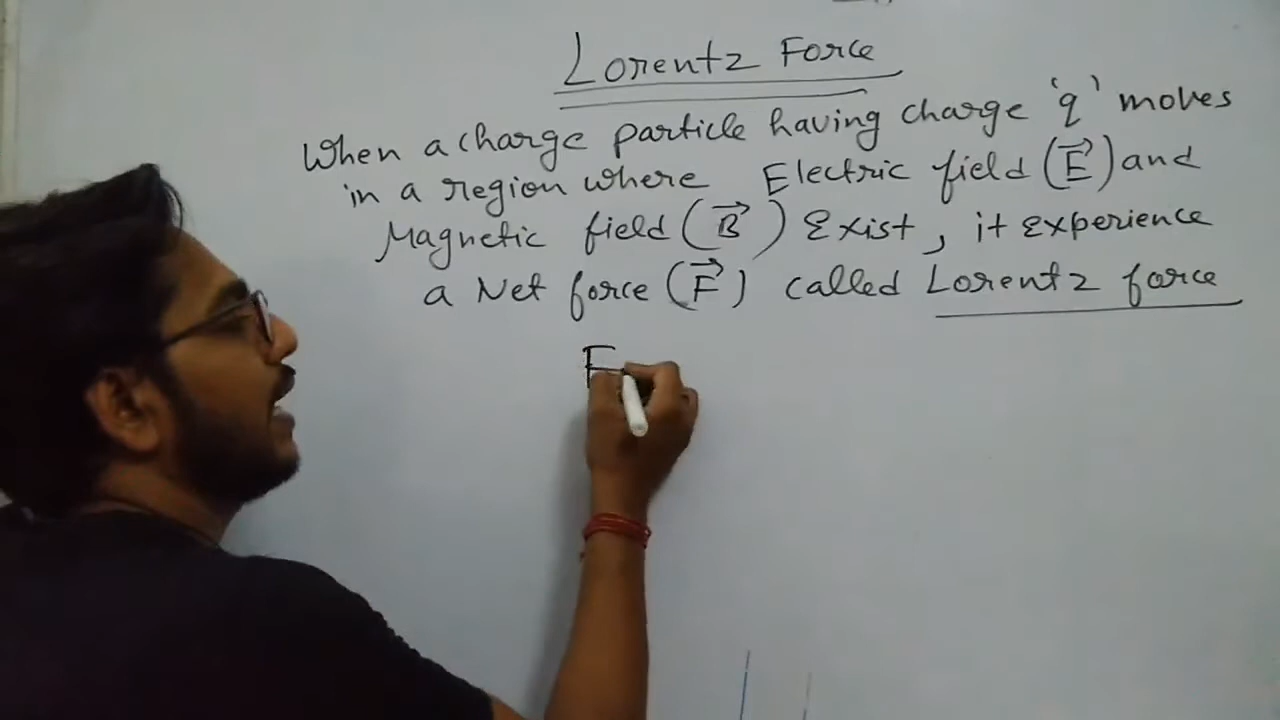 Lorentz Force
When a charge particle having charge 'q' moves
in a region where Electric field (E⃗) and
Magnetic field (B⃗) Exist, it Experience
a Net force (F⃗) called Lorentz force
F